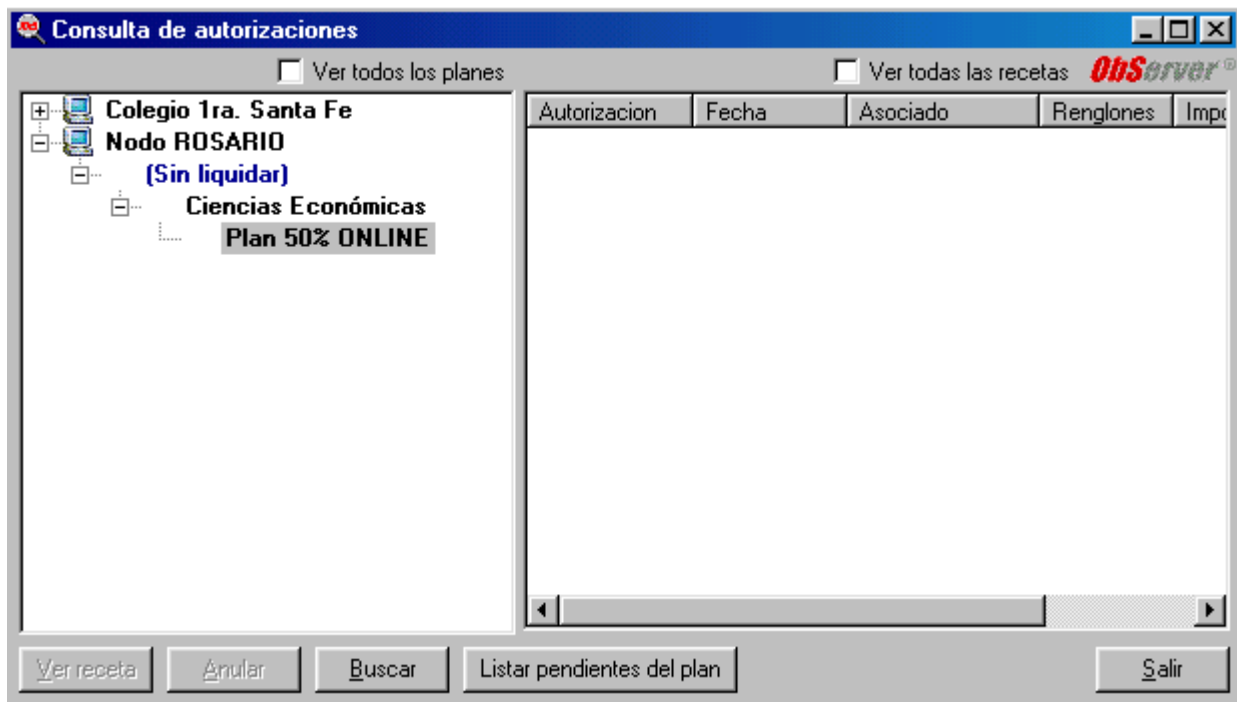 Consulta de autorizaciones
Ver todos los planes
Ver todas las recetas
ObServer ®
Colegio 1ra. Santa Fe
Nodo ROSARIO
(Sin liquidar)
Ciencias Económicas
Plan 50% ONLINE
Autorizacion Fecha Asociado Renglones Impo
Ver receta Anular Buscar Listar pendientes del plan Salir